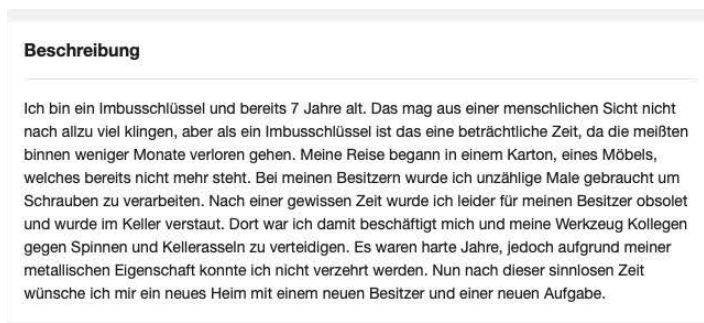 Beschreibung
Ich bin ein Imbusschlüssel und bereits 7 Jahre alt. Das mag aus einer menschlichen Sicht nicht
nach allzu viel klingen, aber als ein Imbusschlüssel ist das eine beträchtliche Zeit, da die meißten
binnen weniger Monate verloren gehen. Meine Reise begann in einem Karton, eines Möbels,
welches bereits nicht mehr steht. Bei meinen Besitzern wurde ich unzählige Male gebraucht um
Schrauben zu verarbeiten. Nach einer gewissen Zeit wurde ich leider für meinen Besitzer obsolet
und wurde im Keller verstaut. Dort war ich damit beschäftigt mich und meine Werkzeug Kollegen
gegen Spinnen und Kellerasseln zu verteidigen. Es waren harte Jahre, jedoch aufgrund meiner
metallischen Eigenschaft konnte ich nicht verzehrt werden. Nun nach dieser sinnlosen Zeit
wünsche ich mir ein neues Heim mit einem neuen Besitzer und einer neuen Aufgabe.